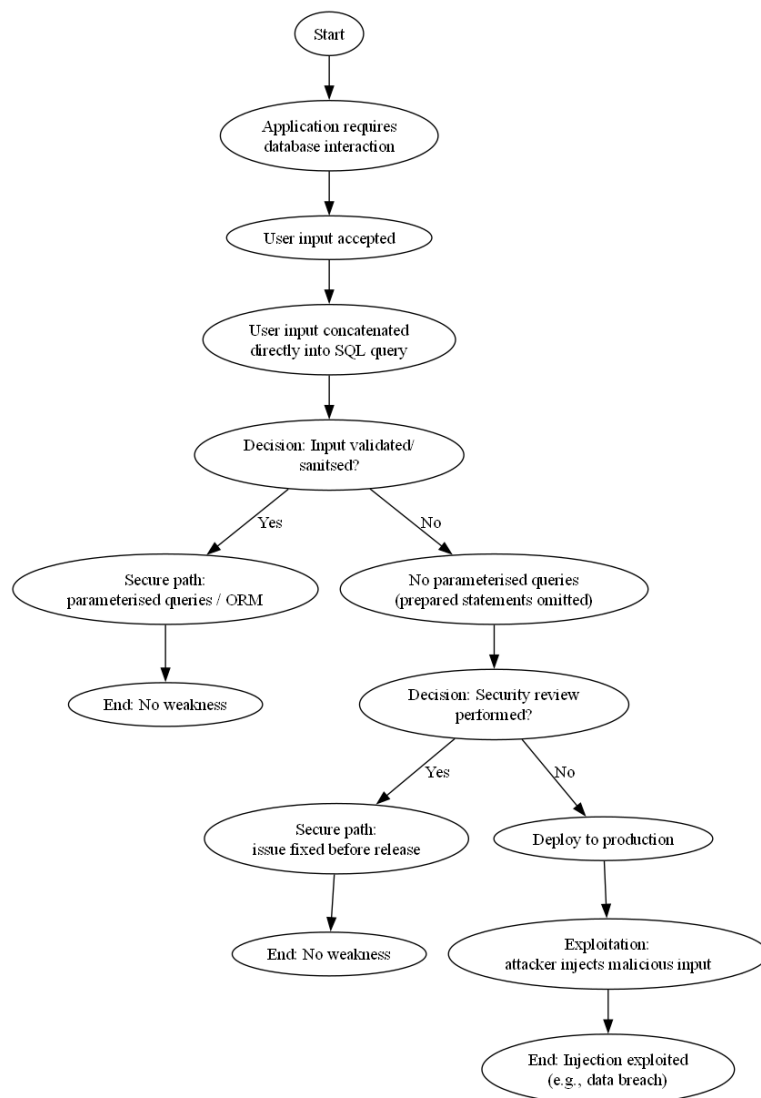 Start
Application requires
database interaction
User input accepted
User input concatenated
directly into SQL query
Decision: Input validated/
sanitsed?
Yes
No
Secure path:
parameterised queries / ORM
No parameterised queries
(prepared statements omitted)
End: No weakness
Decision: Security review
performed?
Yes
No
Secure path:
issue fixed before release
Deploy to production
End: No weakness
Exploitation:
attacker injects malicious input
End: Injection exploited
(e.g., data breach)